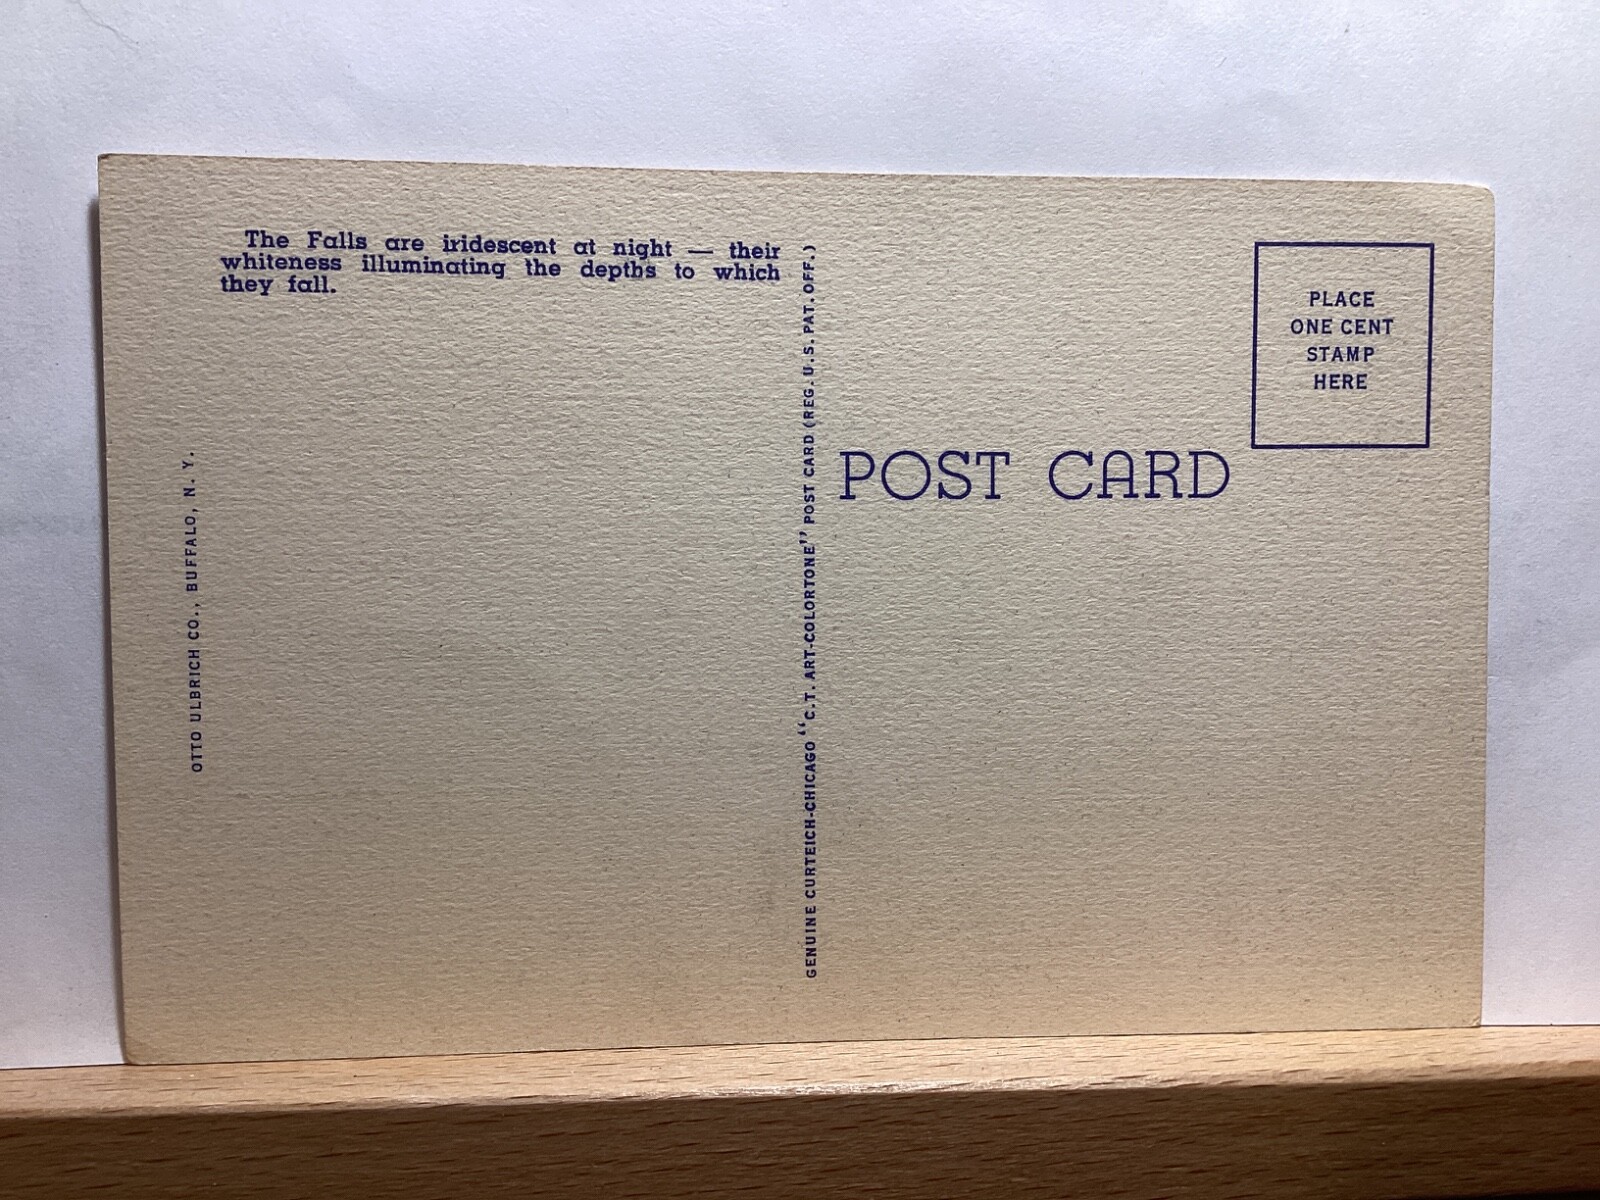 The Falls are iridescent at night — their
whiteness illuminating the depths to which
they fall.
OTTO ULBRICH CO., BUFFALO, N. Y.
GENUINE CURTEICH-CHICAGO "C.T. ART-COLORTONE" POST CARD (REG. U.S. PAT. OFF.)
POST CARD
PLACE
ONE CENT
STAMP
HERE